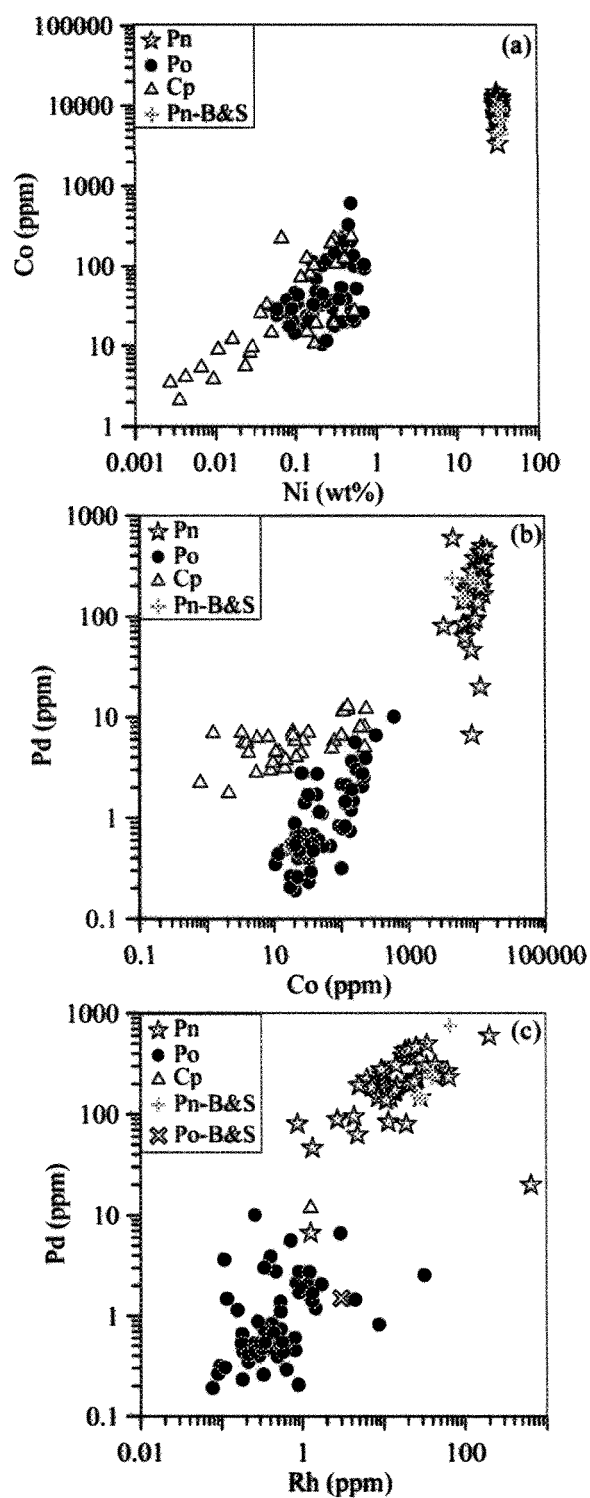 100000
(a)
Pn
Po
Cp
Pn-B&S
10000
1000
100
10
1
Co (ppm)
0.001 0.01 0.1 1 10 100
Ni (wt%)
1000
(b)
Pn
Po
Cp
Pn-B&S
100
10
1
0.1
Pd (ppm)
0.1 10 1000 100000
Co (ppm)
1000
(c)
Pn
Po
Cp
Pn-B&S
Po-B&S
100
10
1
0.1
Pd (ppm)
0.01 1 100
Rh (ppm)